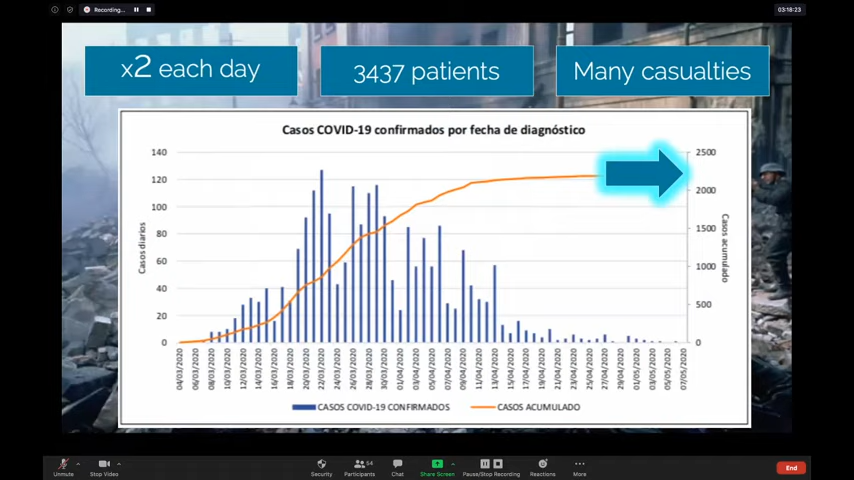 Recording...
03:18:23
x2 each day
3437 patients
Many casualties
Casos COVID-19 confirmados por fecha de diagnóstico
140
120
100
80
60
40
20
0
Casos diarios
2500
2000
1500
1000
500
0
Casos acumulado
04/03/2020
06/03/2020
08/03/2020
10/03/2020
12/03/2020
14/03/2020
16/03/2020
18/03/2020
20/03/2020
22/03/2020
24/03/2020
26/03/2020
28/03/2020
30/03/2020
01/04/2020
03/04/2020
05/04/2020
07/04/2020
09/04/2020
11/04/2020
13/04/2020
15/04/2020
17/04/2020
19/04/2020
21/04/2020
23/04/2020
25/04/2020
27/04/2020
29/04/2020
01/05/2020
03/05/2020
05/05/2020
07/05/2020
CASOS COVID-19 CONFIRMADOS
CASOS ACUMULADO
Unmute
Stop Video
Security
54
Participants
Chat
Share Screen
Pause/Stop Recording
Reactions
More
End